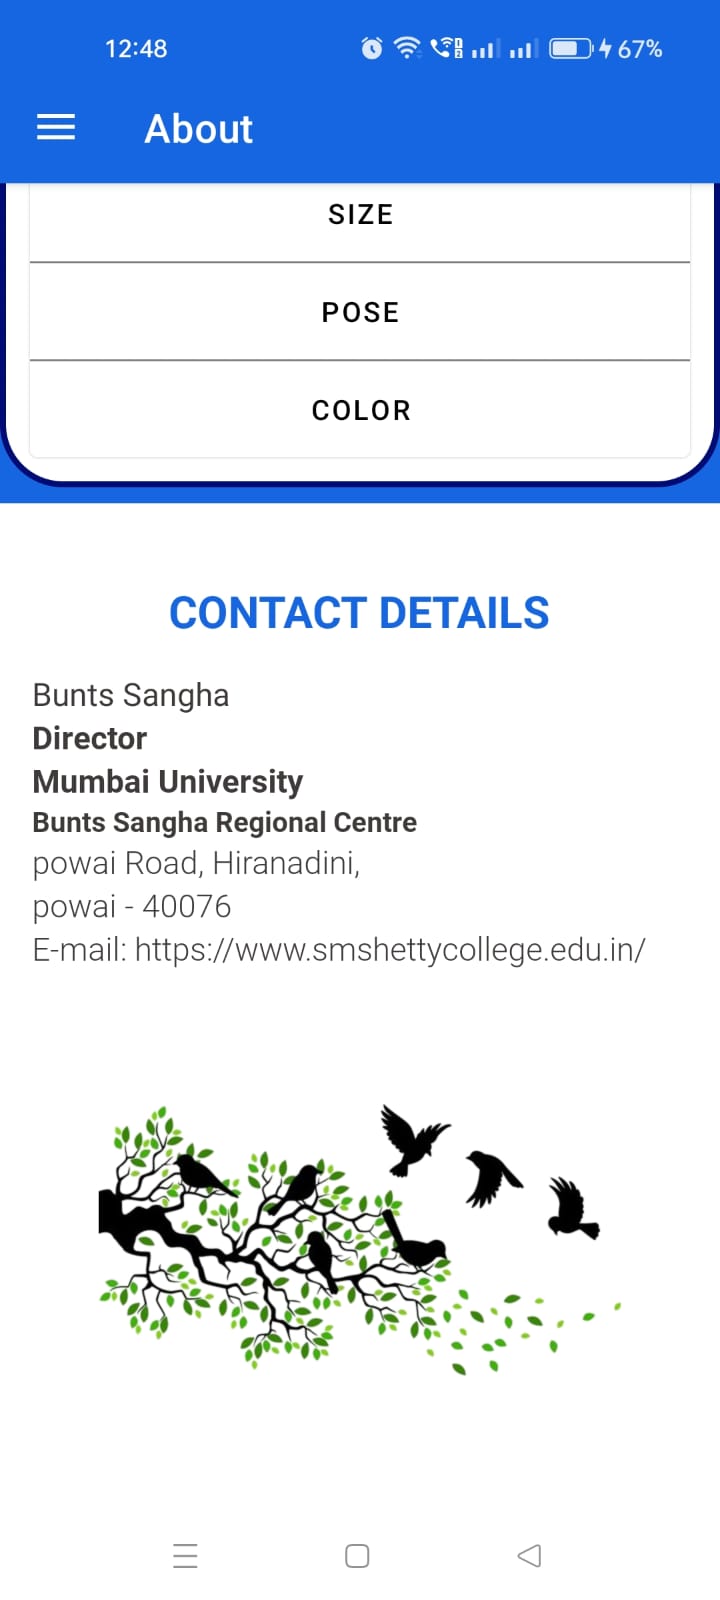 12:48
67%
About
SIZE
POSE
COLOR
CONTACT DETAILS
Bunts Sangha
Director
Mumbai University
Bunts Sangha Regional Centre
powai Road, Hiranadini,
powai - 40076
E-mail: https://www.smshettycollege.edu.in/